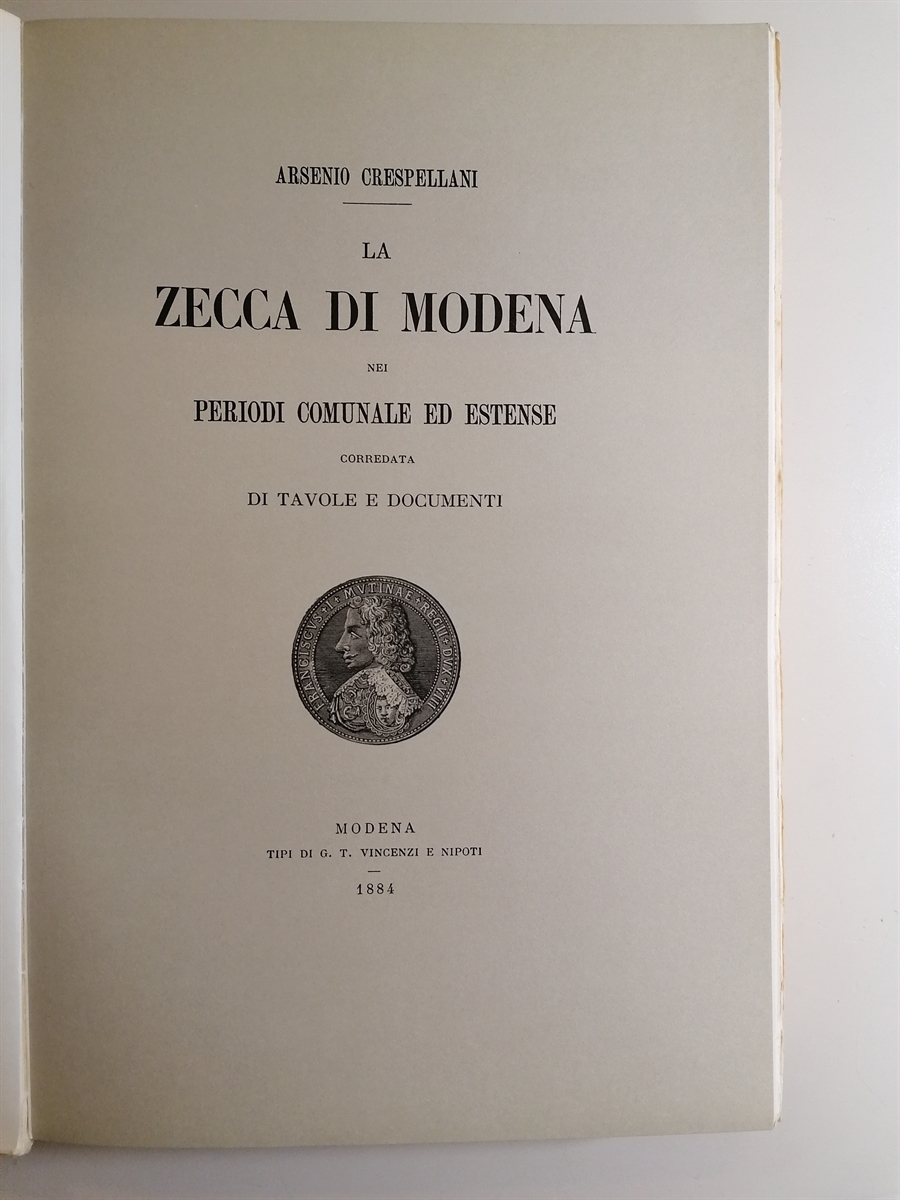 ARSENIO CRESPELLANI
LA
ZECCA DI MODENA
NEI
PERIODI COMUNALE ED ESTENSE
CORREDATA
DI TAVOLE E DOCUMENTI
FRANCISCVS • I • MVTINAE • REGII • DVX • VIII
MODENA
TIPI DI G. T. VINCENZI E NIPOTI
1884